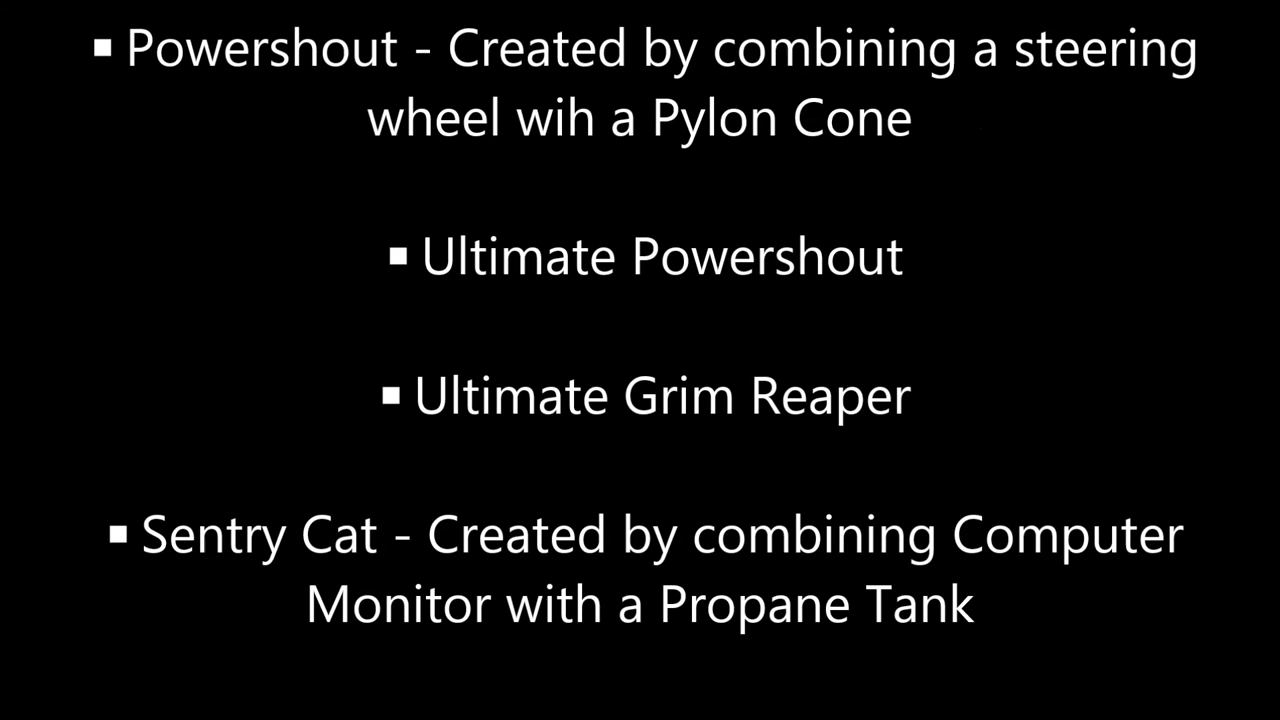 ▪ Powershout - Created by combining a steering
wheel wih a Pylon Cone
▪ Ultimate Powershout
▪ Ultimate Grim Reaper
▪ Sentry Cat - Created by combining Computer
Monitor with a Propane Tank